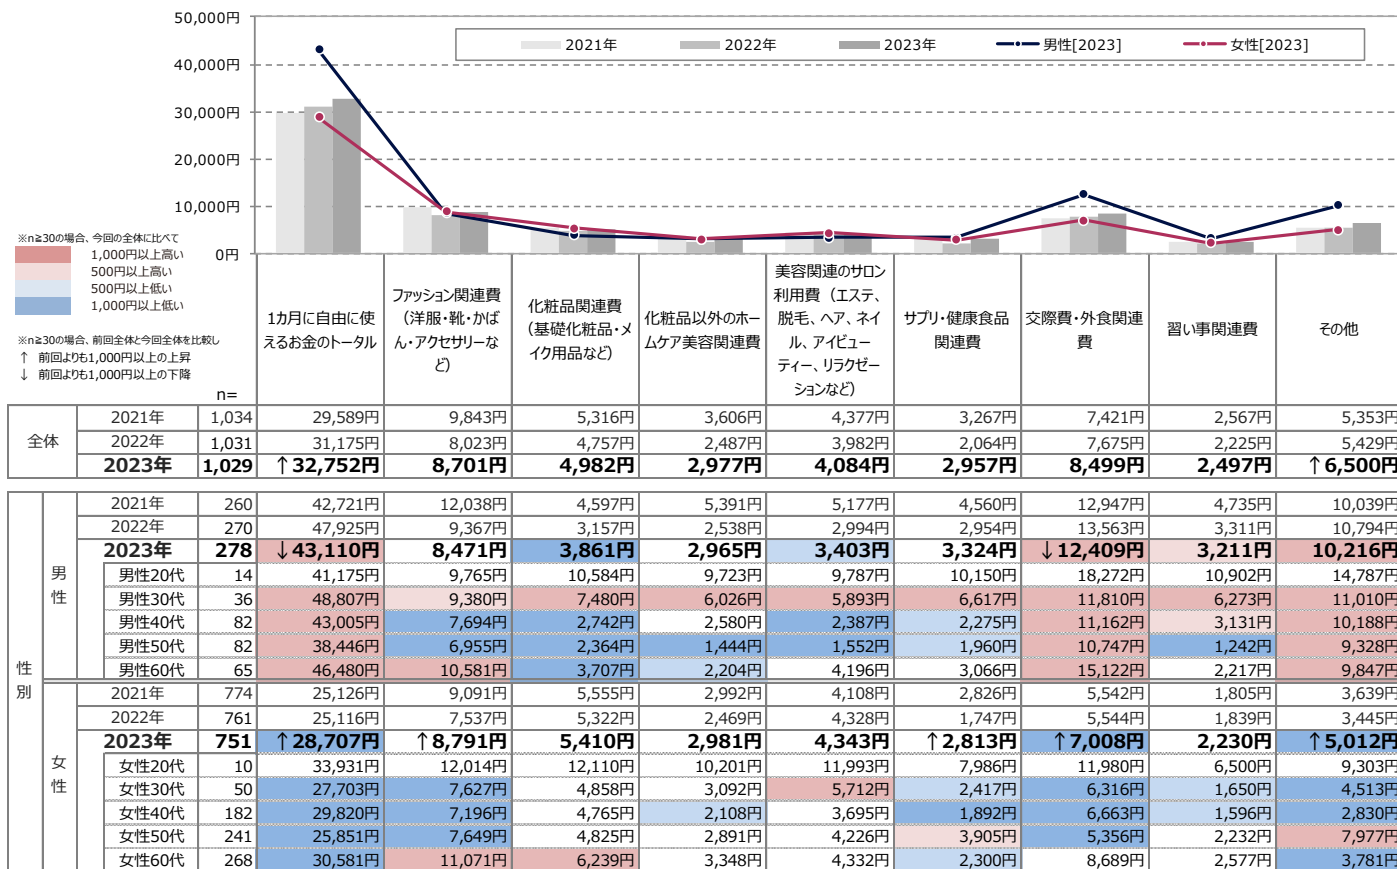 50,000円
40,000円
30,000円
20,000円
10,000円
0円
2021年 2022年 2023年 男性[2023] 女性[2023]
※n≧30の場合、今回の全体に比べて
1,000円以上高い
500円以上高い
500円以上低い
1,000円以上低い
※n≧30の場合、前回全体と今回全体を比較し
↑ 前回よりも1,000円以上の上昇
↓ 前回よりも1,000円以上の下降
n=
1カ月に自由に使
えるお金のトータル
ファッション関連費
（洋服・靴・かば
ん・アクセサリーな
ど）
化粧品関連費
（基礎化粧品・メ
イク用品など）
化粧品以外のホー
ムケア美容関連費
美容関連のサロン
利用費（エステ、
脱毛、ヘア、ネイ
ル、アイビュー
ティー、リラクゼー
ションなど）
サプリ・健康食品
関連費
交際費・外食関連
費
習い事関連費
その他
全体
2021年 1,034 29,589円 9,843円 5,316円 3,606円 4,377円 3,267円 7,421円 2,567円 5,353円
2022年 1,031 31,175円 8,023円 4,757円 2,487円 3,982円 2,064円 7,675円 2,225円 5,429円
2023年 1,029 ↑32,752円 8,701円 4,982円 2,977円 4,084円 2,957円 8,499円 2,497円 ↑6,500円
性別
男性
2021年 260 42,721円 12,038円 4,597円 5,391円 5,177円 4,560円 12,947円 4,735円 10,039円
2022年 270 47,925円 9,367円 3,157円 2,538円 2,994円 2,954円 13,563円 3,311円 10,794円
2023年 278 ↓43,110円 8,471円 3,861円 2,965円 3,403円 3,324円 ↓12,409円 3,211円 10,216円
男性20代 14 41,175円 9,765円 10,584円 9,723円 9,787円 10,150円 18,272円 10,902円 14,787円
男性30代 36 48,807円 9,380円 7,480円 6,026円 5,893円 6,617円 11,810円 6,273円 11,010円
男性40代 82 43,005円 7,694円 2,742円 2,580円 2,387円 2,275円 11,162円 3,131円 10,188円
男性50代 82 38,446円 6,955円 2,364円 1,444円 1,552円 1,960円 10,747円 1,242円 9,328円
男性60代 65 46,480円 10,581円 3,707円 2,204円 4,196円 3,066円 15,122円 2,217円 9,847円
女性
2021年 774 25,126円 9,091円 5,555円 2,992円 4,108円 2,826円 5,542円 1,805円 3,639円
2022年 761 25,116円 7,537円 5,322円 2,469円 4,328円 1,747円 5,544円 1,839円 3,445円
2023年 751 ↑28,707円 ↑8,791円 5,410円 2,981円 4,343円 ↑2,813円 ↑7,008円 2,230円 ↑5,012円
女性20代 10 33,931円 12,014円 12,110円 10,201円 11,993円 7,986円 11,980円 6,500円 9,303円
女性30代 50 27,703円 7,627円 4,858円 3,092円 5,712円 2,417円 6,316円 1,650円 4,513円
女性40代 182 29,820円 7,196円 4,765円 2,108円 3,695円 1,892円 6,663円 1,596円 2,830円
女性50代 241 25,851円 7,649円 4,825円 2,891円 4,226円 3,905円 5,356円 2,232円 7,977円
女性60代 268 30,581円 11,071円 6,239円 3,348円 4,332円 2,300円 8,689円 2,577円 3,781円